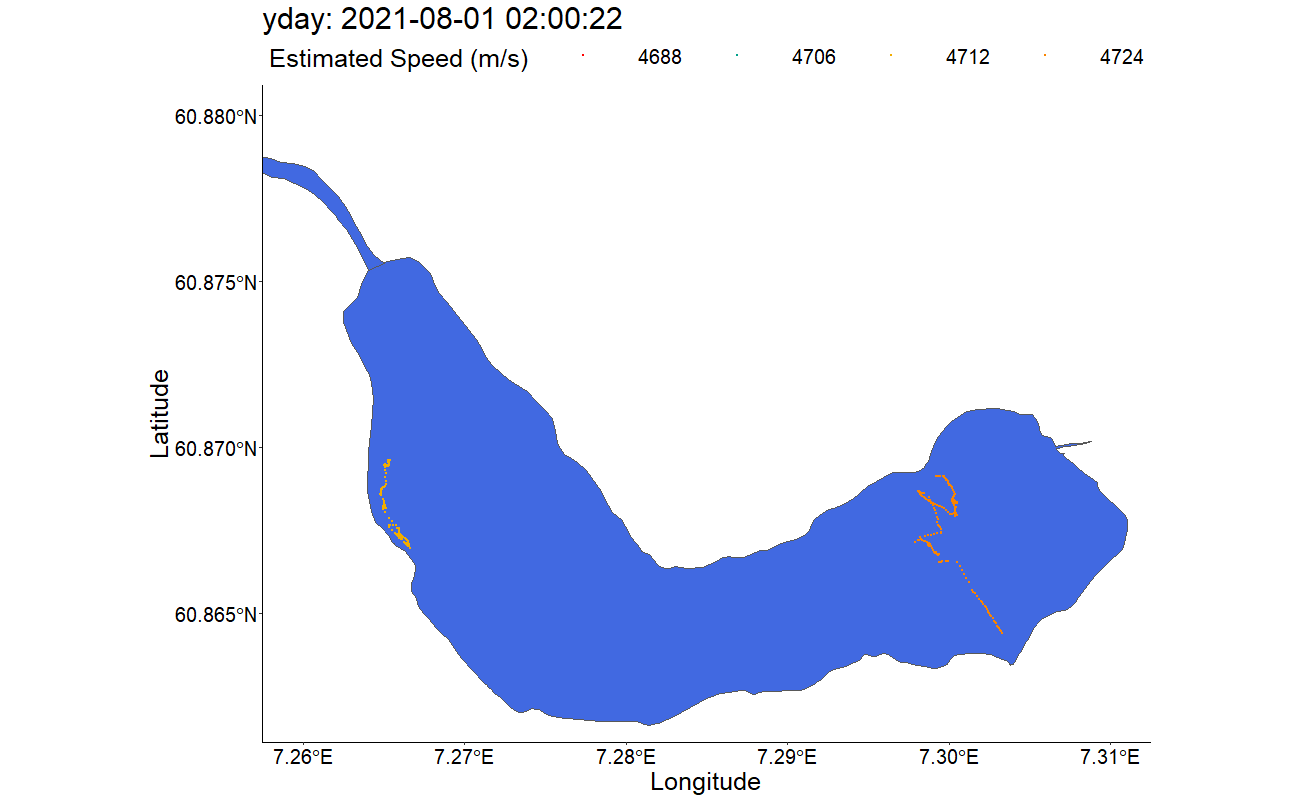 yday: 2021-08-01 02:00:22
Estimated Speed (m/s) 4688 4706 4712 4724
60.880°N
60.875°N
60.870°N
60.865°N
Latitude
7.26°E 7.27°E 7.28°E 7.29°E 7.30°E 7.31°E
Longitude